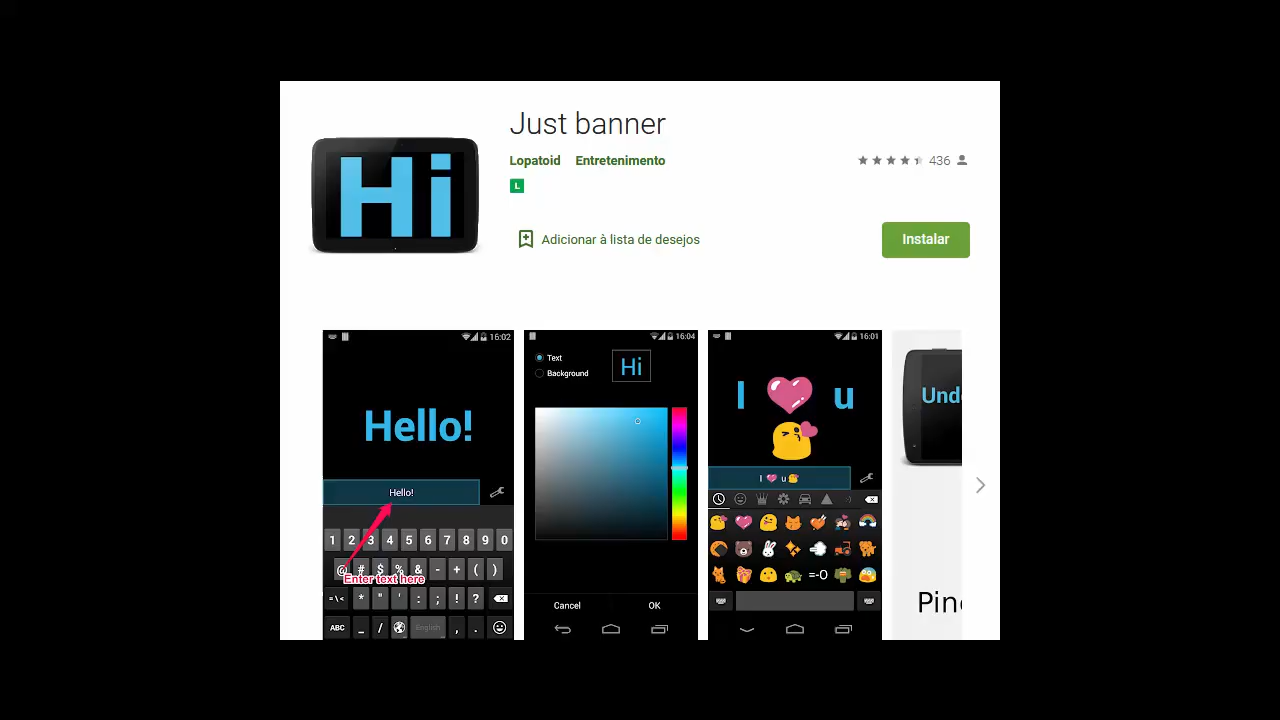 Just banner
Lopatoid Entretenimento
436
L
Adicionar à lista de desejos
Instalar
Hi
16:02
Hello!
Hello!
1 2 3 4 5 6 7 8 9 0
@ # $ % & - + ( )
Enter text here
=\< * " ' : ; ! ?
ABC _ / English , .
16:04
Text
Background
Hi
Cancel OK
16:01
I 💗 u
😘
I 💗 u 😘
=-O
Und
Pin